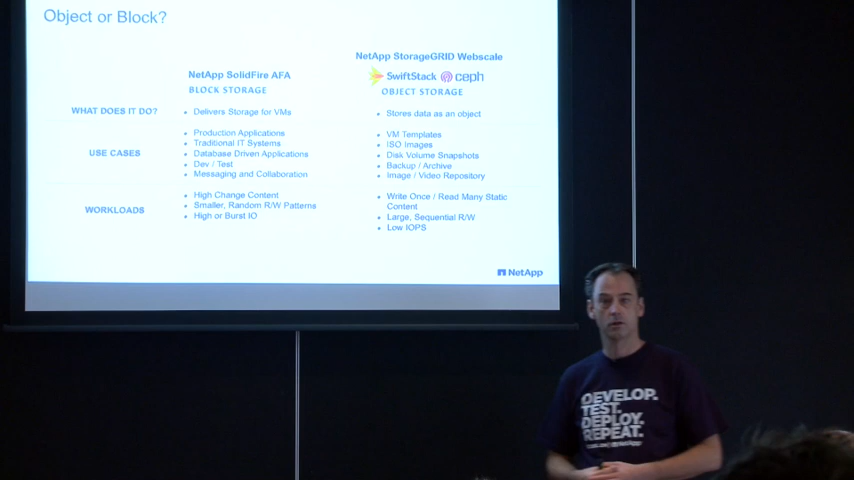 Object or Block?
NetApp StorageGRID Webscale
NetApp SolidFire AFA
SwiftStack ceph
BLOCK STORAGE
OBJECT STORAGE
WHAT DOES IT DO?
• Delivers Storage for VMs
• Stores data as an object
USE CASES
• Production Applications
• Traditional IT Systems
• Database Driven Applications
• Dev / Test
• Messaging and Collaboration
• VM Templates
• ISO Images
• Disk Volume Snapshots
• Backup / Archive
• Image / Video Repository
WORKLOADS
• High Change Content
• Smaller, Random R/W Patterns
• High or Burst IO
• Write Once / Read Many Static
Content
• Large, Sequential R/W
• Low IOPS
NetApp
DEVELOP.
TEST.
DEPLOY.
REPEAT.
NetApp